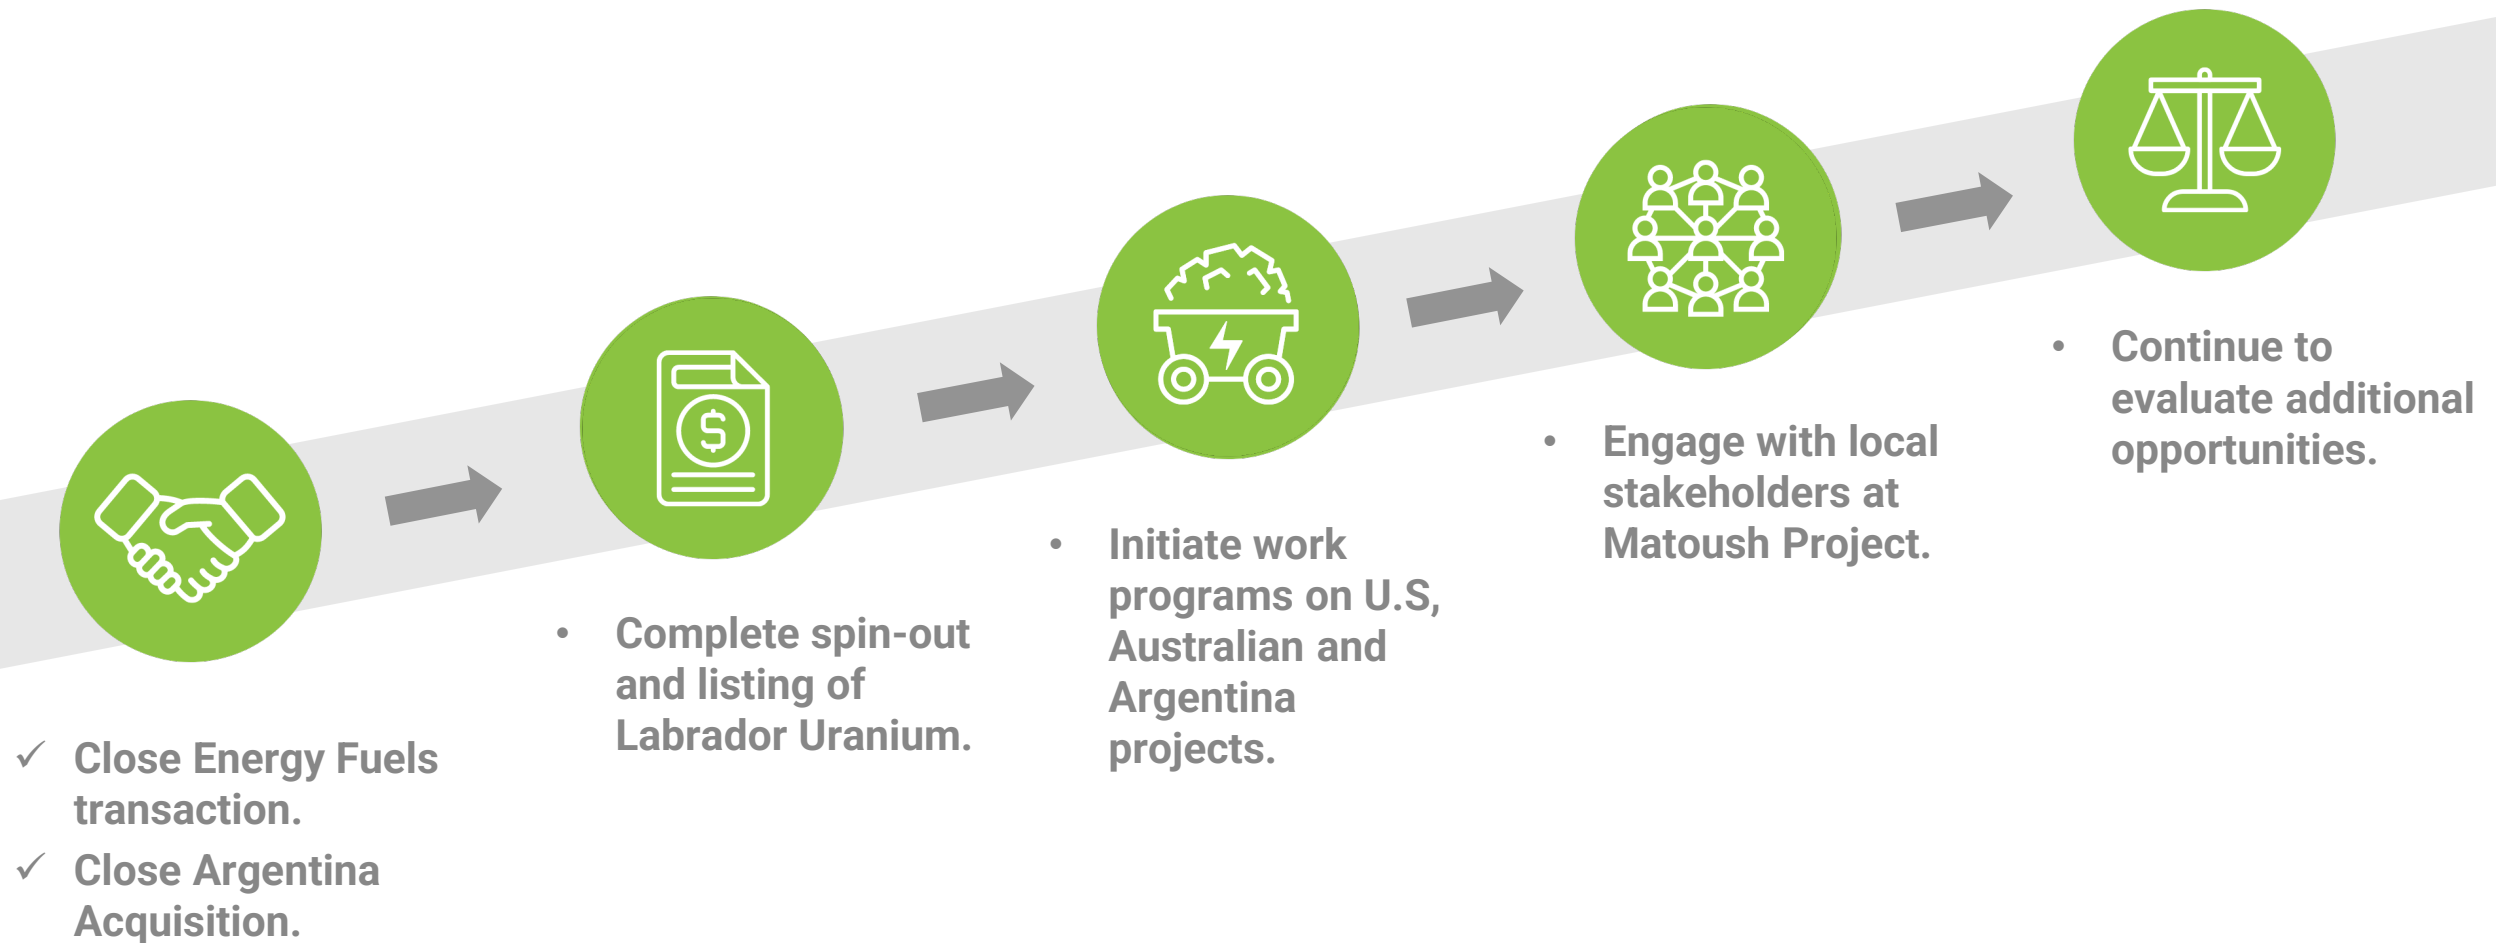 ✓ Close Energy Fuels
transaction.
✓ Close Argentina
Acquisition.
• Complete spin-out
and listing of
Labrador Uranium.
• Initiate work
programs on U.S,
Australian and
Argentina
projects.
• Engage with local
stakeholders at
Matoush Project.
• Continue to
evaluate additional
opportunities.
$